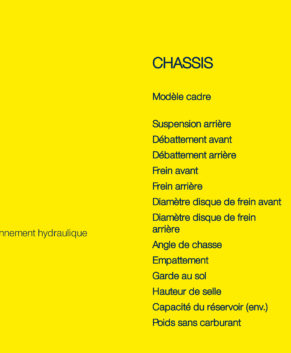 CHASSIS
Modèle cadre
Suspension arrière
Débattement avant
Débattement arrière
Frein avant
Frein arrière
Diamètre disque de frein avant
Diamètre disque de frein
arrière
nnement hydraulique
Angle de chasse
Empattement
Garde au sol
Hauteur de selle
Capacité du réservoir (env.)
Poids sans carburant